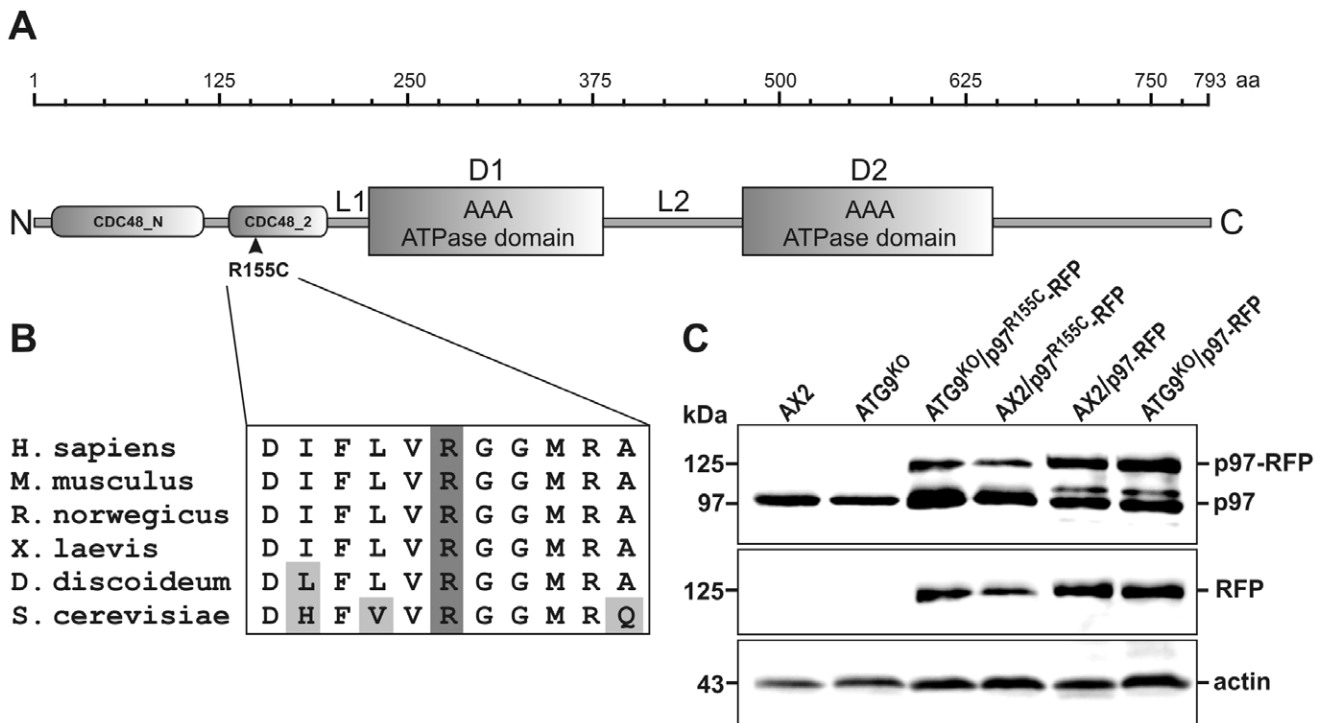 A
1 125 250 375 500 625 750 793 aa
D1 D2
L1 L2
N CDC48_N CDC48_2 AAA ATPase domain AAA ATPase domain C
R155C
B
H. sapiens D I F L V R G G M R A
M. musculus D I F L V R G G M R A
R. norwegicus D I F L V R G G M R A
X. laevis D I F L V R G G M R A
D. discoideum D L F L V R G G M R A
S. cerevisiae D H F V V R G G M R Q
C
AX2 ATG9KO ATG9KO/p97R155C-RFP AX2/p97R155C-RFP AX2/p97-RFP ATG9KO/p97-RFP
kDa
125 p97-RFP
97 p97
125 RFP
43 actin